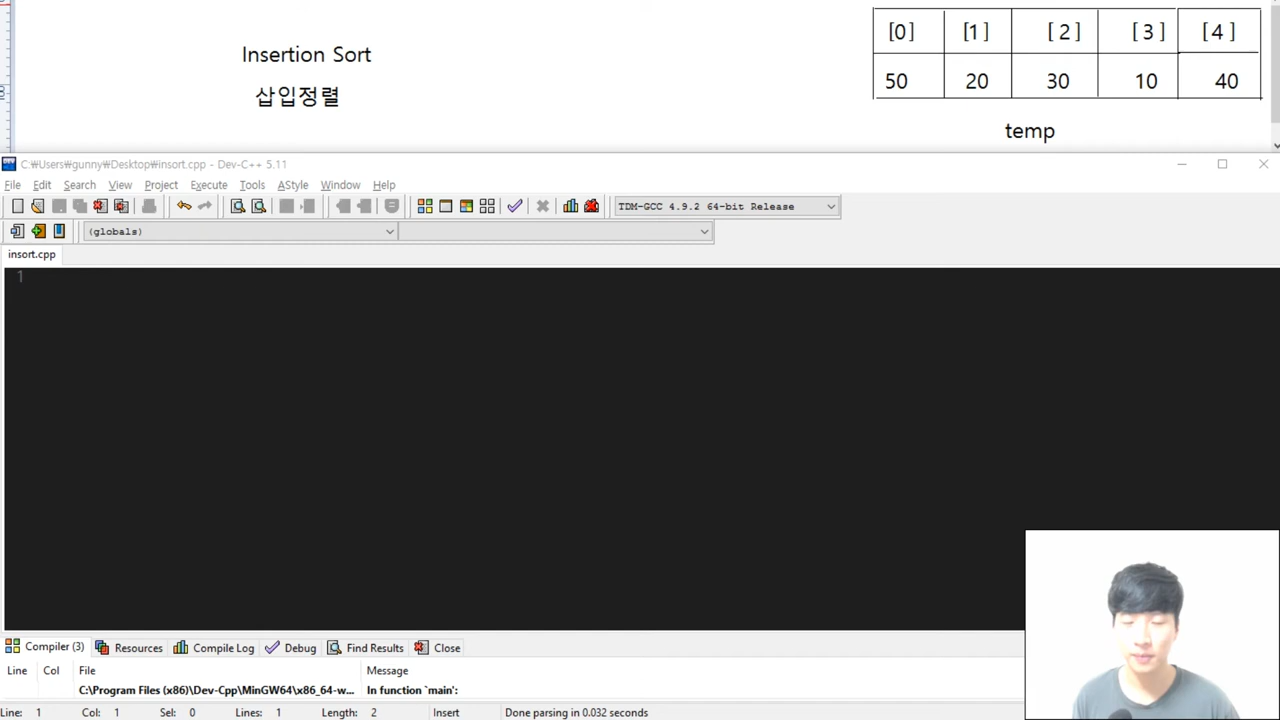 Insertion Sort
삽입정렬
[0] [1] [2] [3] [4]
50 20 30 10 40
temp
C:₩Users₩gunny₩Desktop₩insort.cpp - Dev-C++ 5.11
File Edit Search View Project Execute Tools AStyle Window Help
TDM-GCC 4.9.2 64-bit Release
(globals)
insort.cpp
1
Compiler (3) Resources Compile Log Debug Find Results Close
Line Col File Message
C:\Program Files (x86)\Dev-Cpp\MinGW64\x86_64-w... In function `main':
Line: 1 Col: 1 Sel: 0 Lines: 1 Length: 2 Insert Done parsing in 0.032 seconds